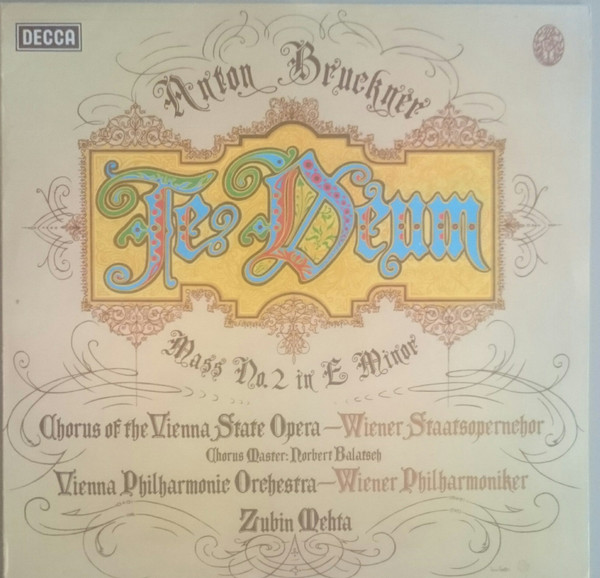 DECCA
Anton Bruckner
Te Deum
Mass No. 2 in E Minor
Chorus of the Vienna State Opera—Wiener Staatsopernchor
Chorus Master: Norbert Balatsch
Vienna Philharmonic Orchestra—Wiener Philharmoniker
Zubin Mehta